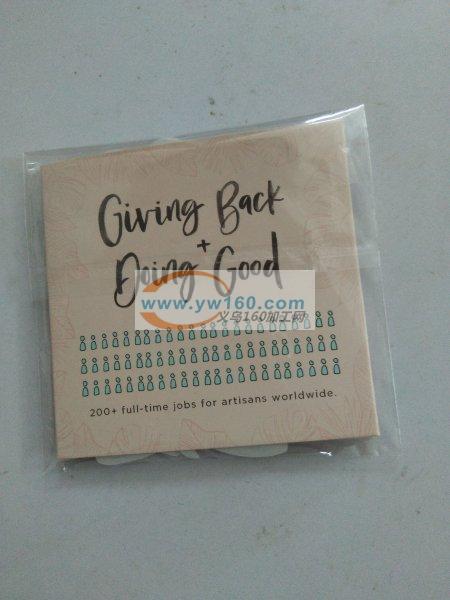 Giving Back
+
Doing Good
www.yw160.com
义乌160加工网
200+ full-time jobs for artisans worldwide.